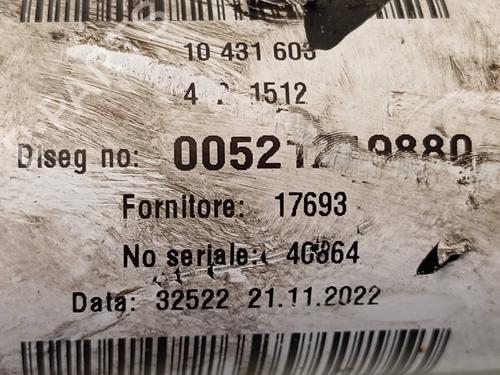 10 431 603
1512
Diseg no:
Fornitore: 17693
No seriale:
Data: 32522 21.11.2022